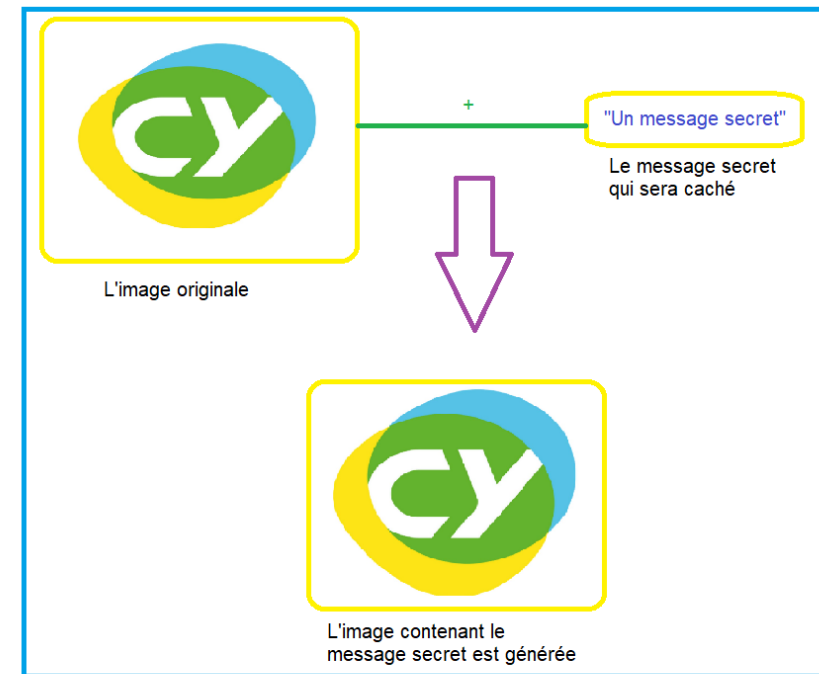 CY
+
"Un message secret"
Le message secret
qui sera caché
L'image originale
CY
L'image contenant le
message secret est générée